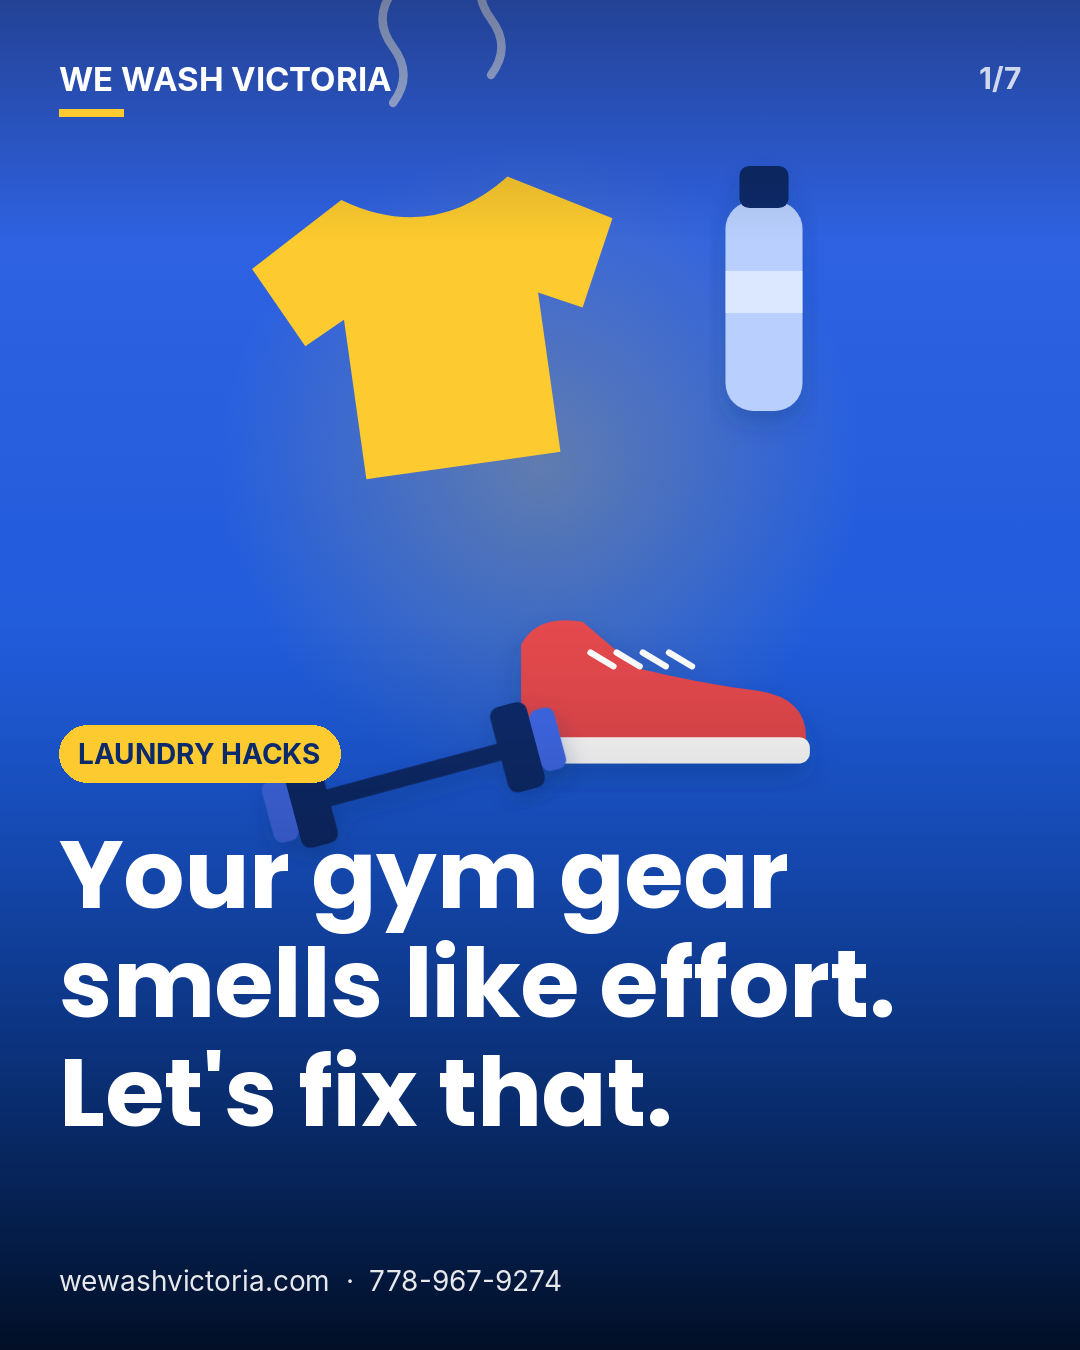 WE WASH VICTORIA
1/7
LAUNDRY HACKS
Your gym gear
smells like effort.
Let's fix that.
wewashvictoria.com · 778-967-9274